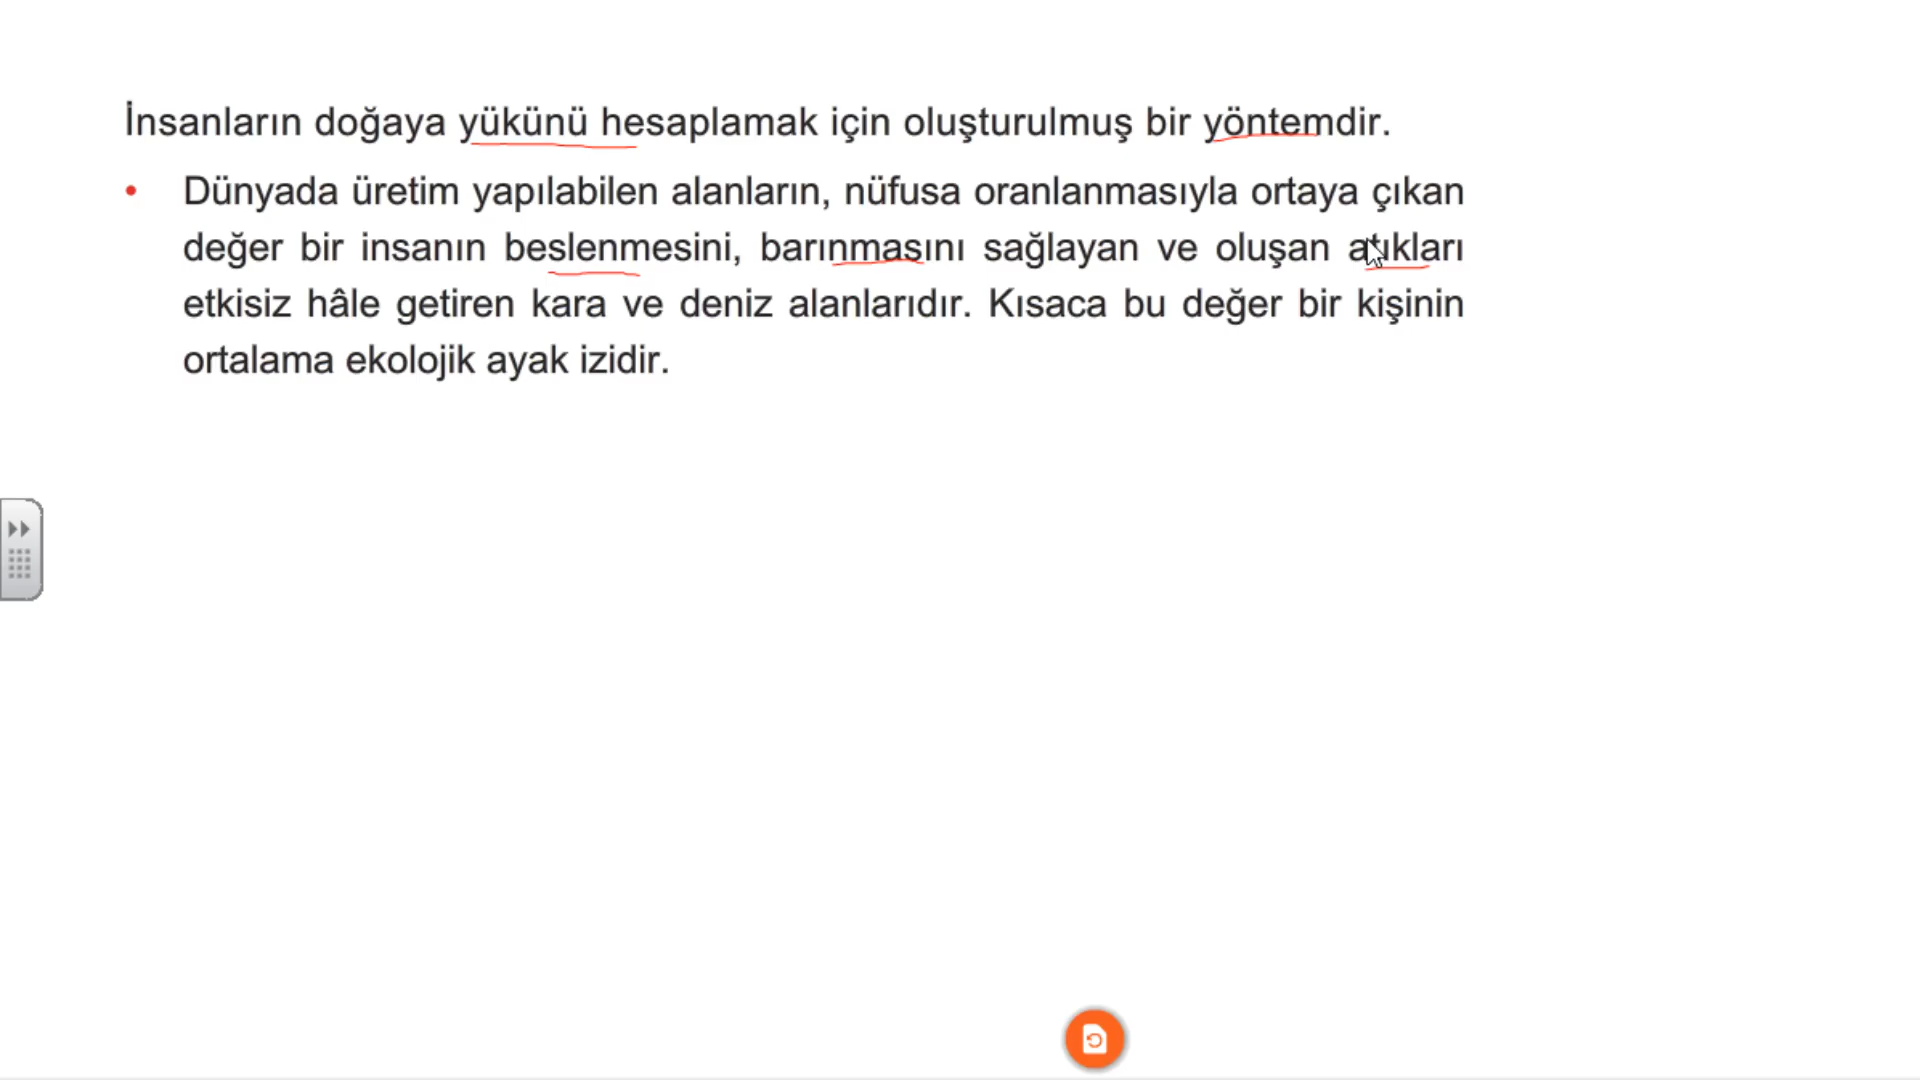 İnsanların doğaya yükünü hesaplamak için oluşturulmuş bir yöntemdir.
• Dünyada üretim yapılabilen alanların, nüfusa oranlanmasıyla ortaya çıkan
değer bir insanın beslenmesini, barınmasını sağlayan ve oluşan atıkları
etkisiz hâle getiren kara ve deniz alanlarıdır. Kısaca bu değer bir kişinin
ortalama ekolojik ayak izidir.